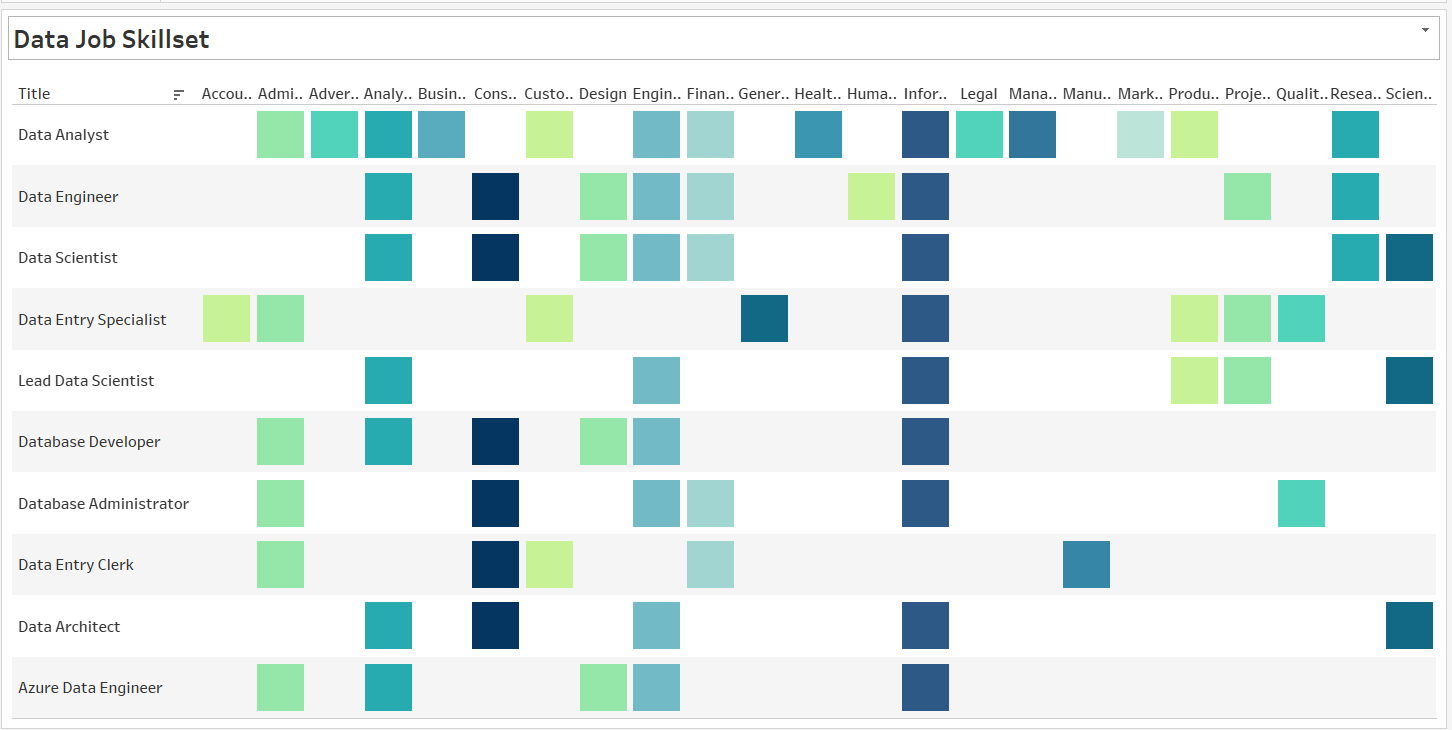 Data Job Skillset
Title Accou.. Admi.. Adver.. Analy.. Busin.. Cons.. Custo.. Design Engin.. Finan.. Gener.. Healt.. Huma.. Infor.. Legal Mana.. Manu.. Mark.. Produ.. Proje.. Qualit.. Resea.. Scien..
Data Analyst
Data Engineer
Data Scientist
Data Entry Specialist
Lead Data Scientist
Database Developer
Database Administrator
Data Entry Clerk
Data Architect
Azure Data Engineer